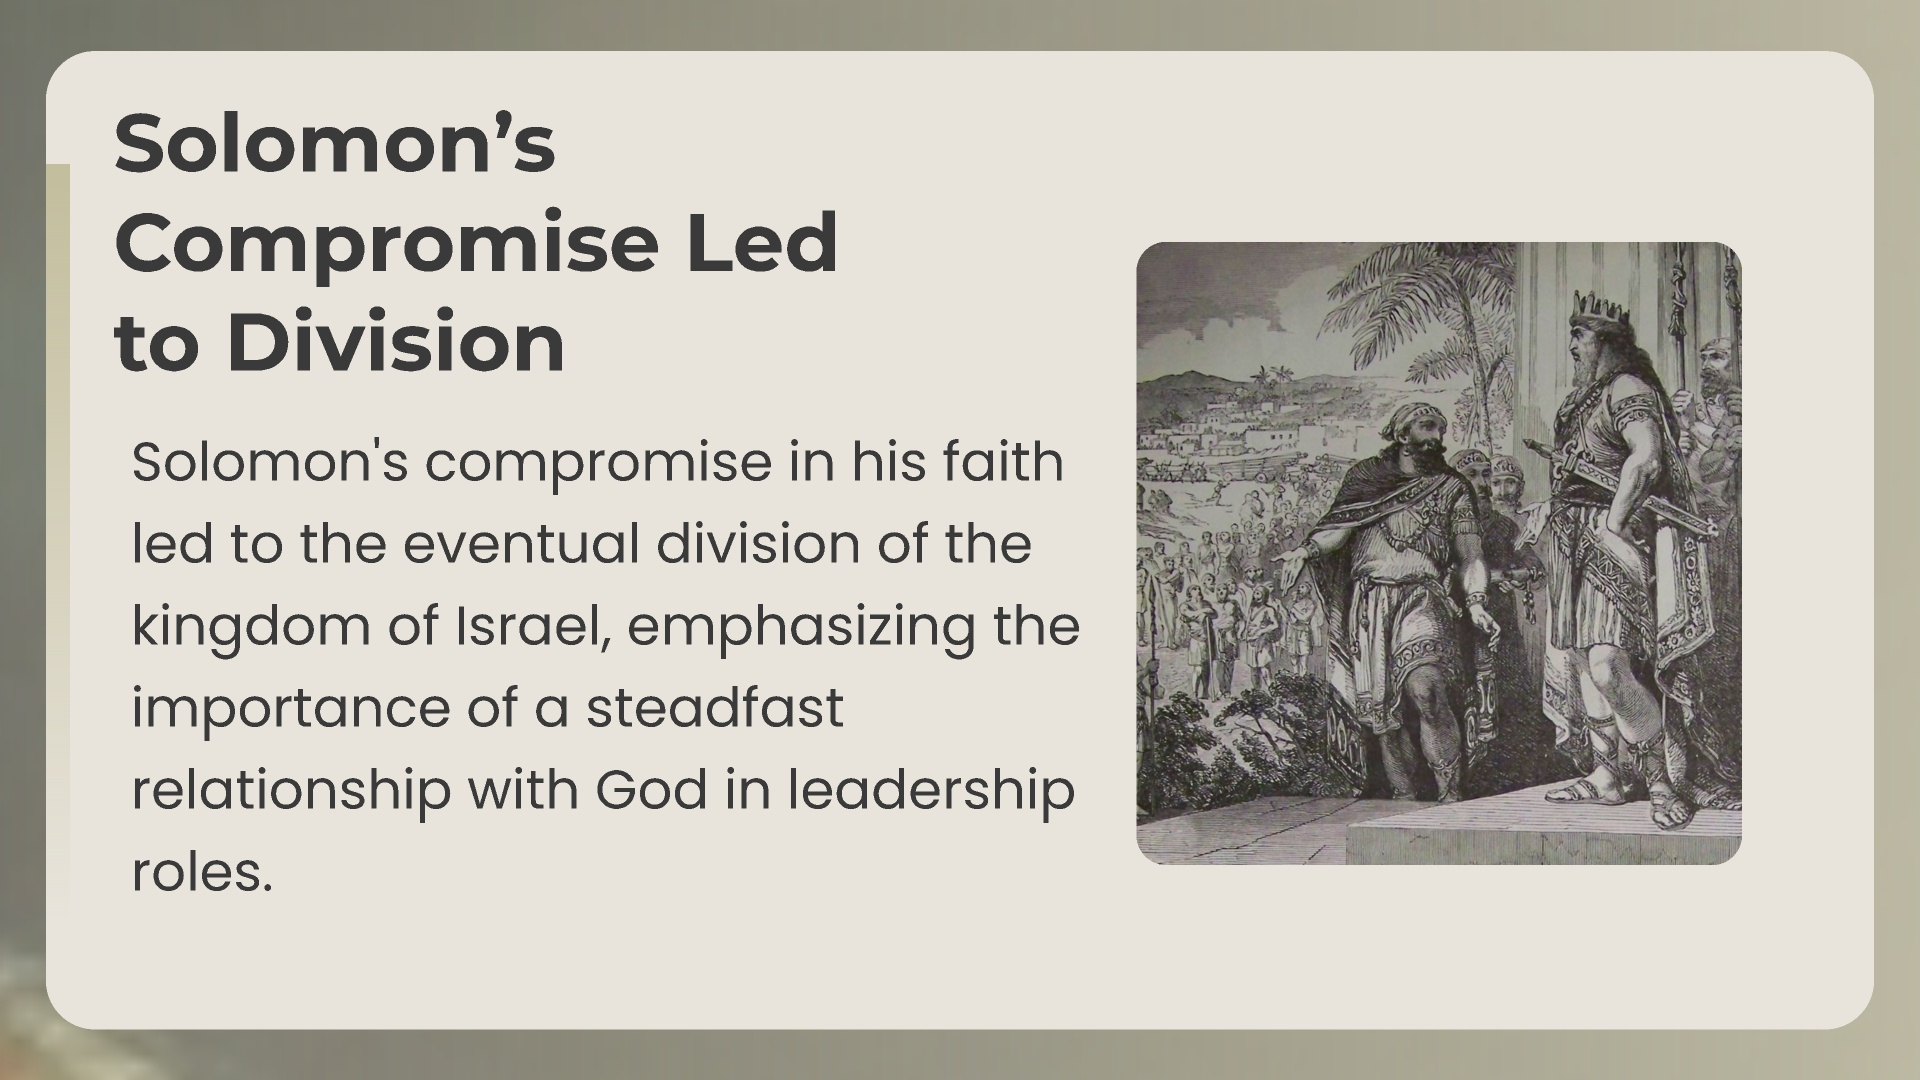 Solomon’s
Compromise Led
to Division
Solomon's compromise in his faith
led to the eventual division of the
kingdom of Israel, emphasizing the
importance of a steadfast
relationship with God in leadership
roles.